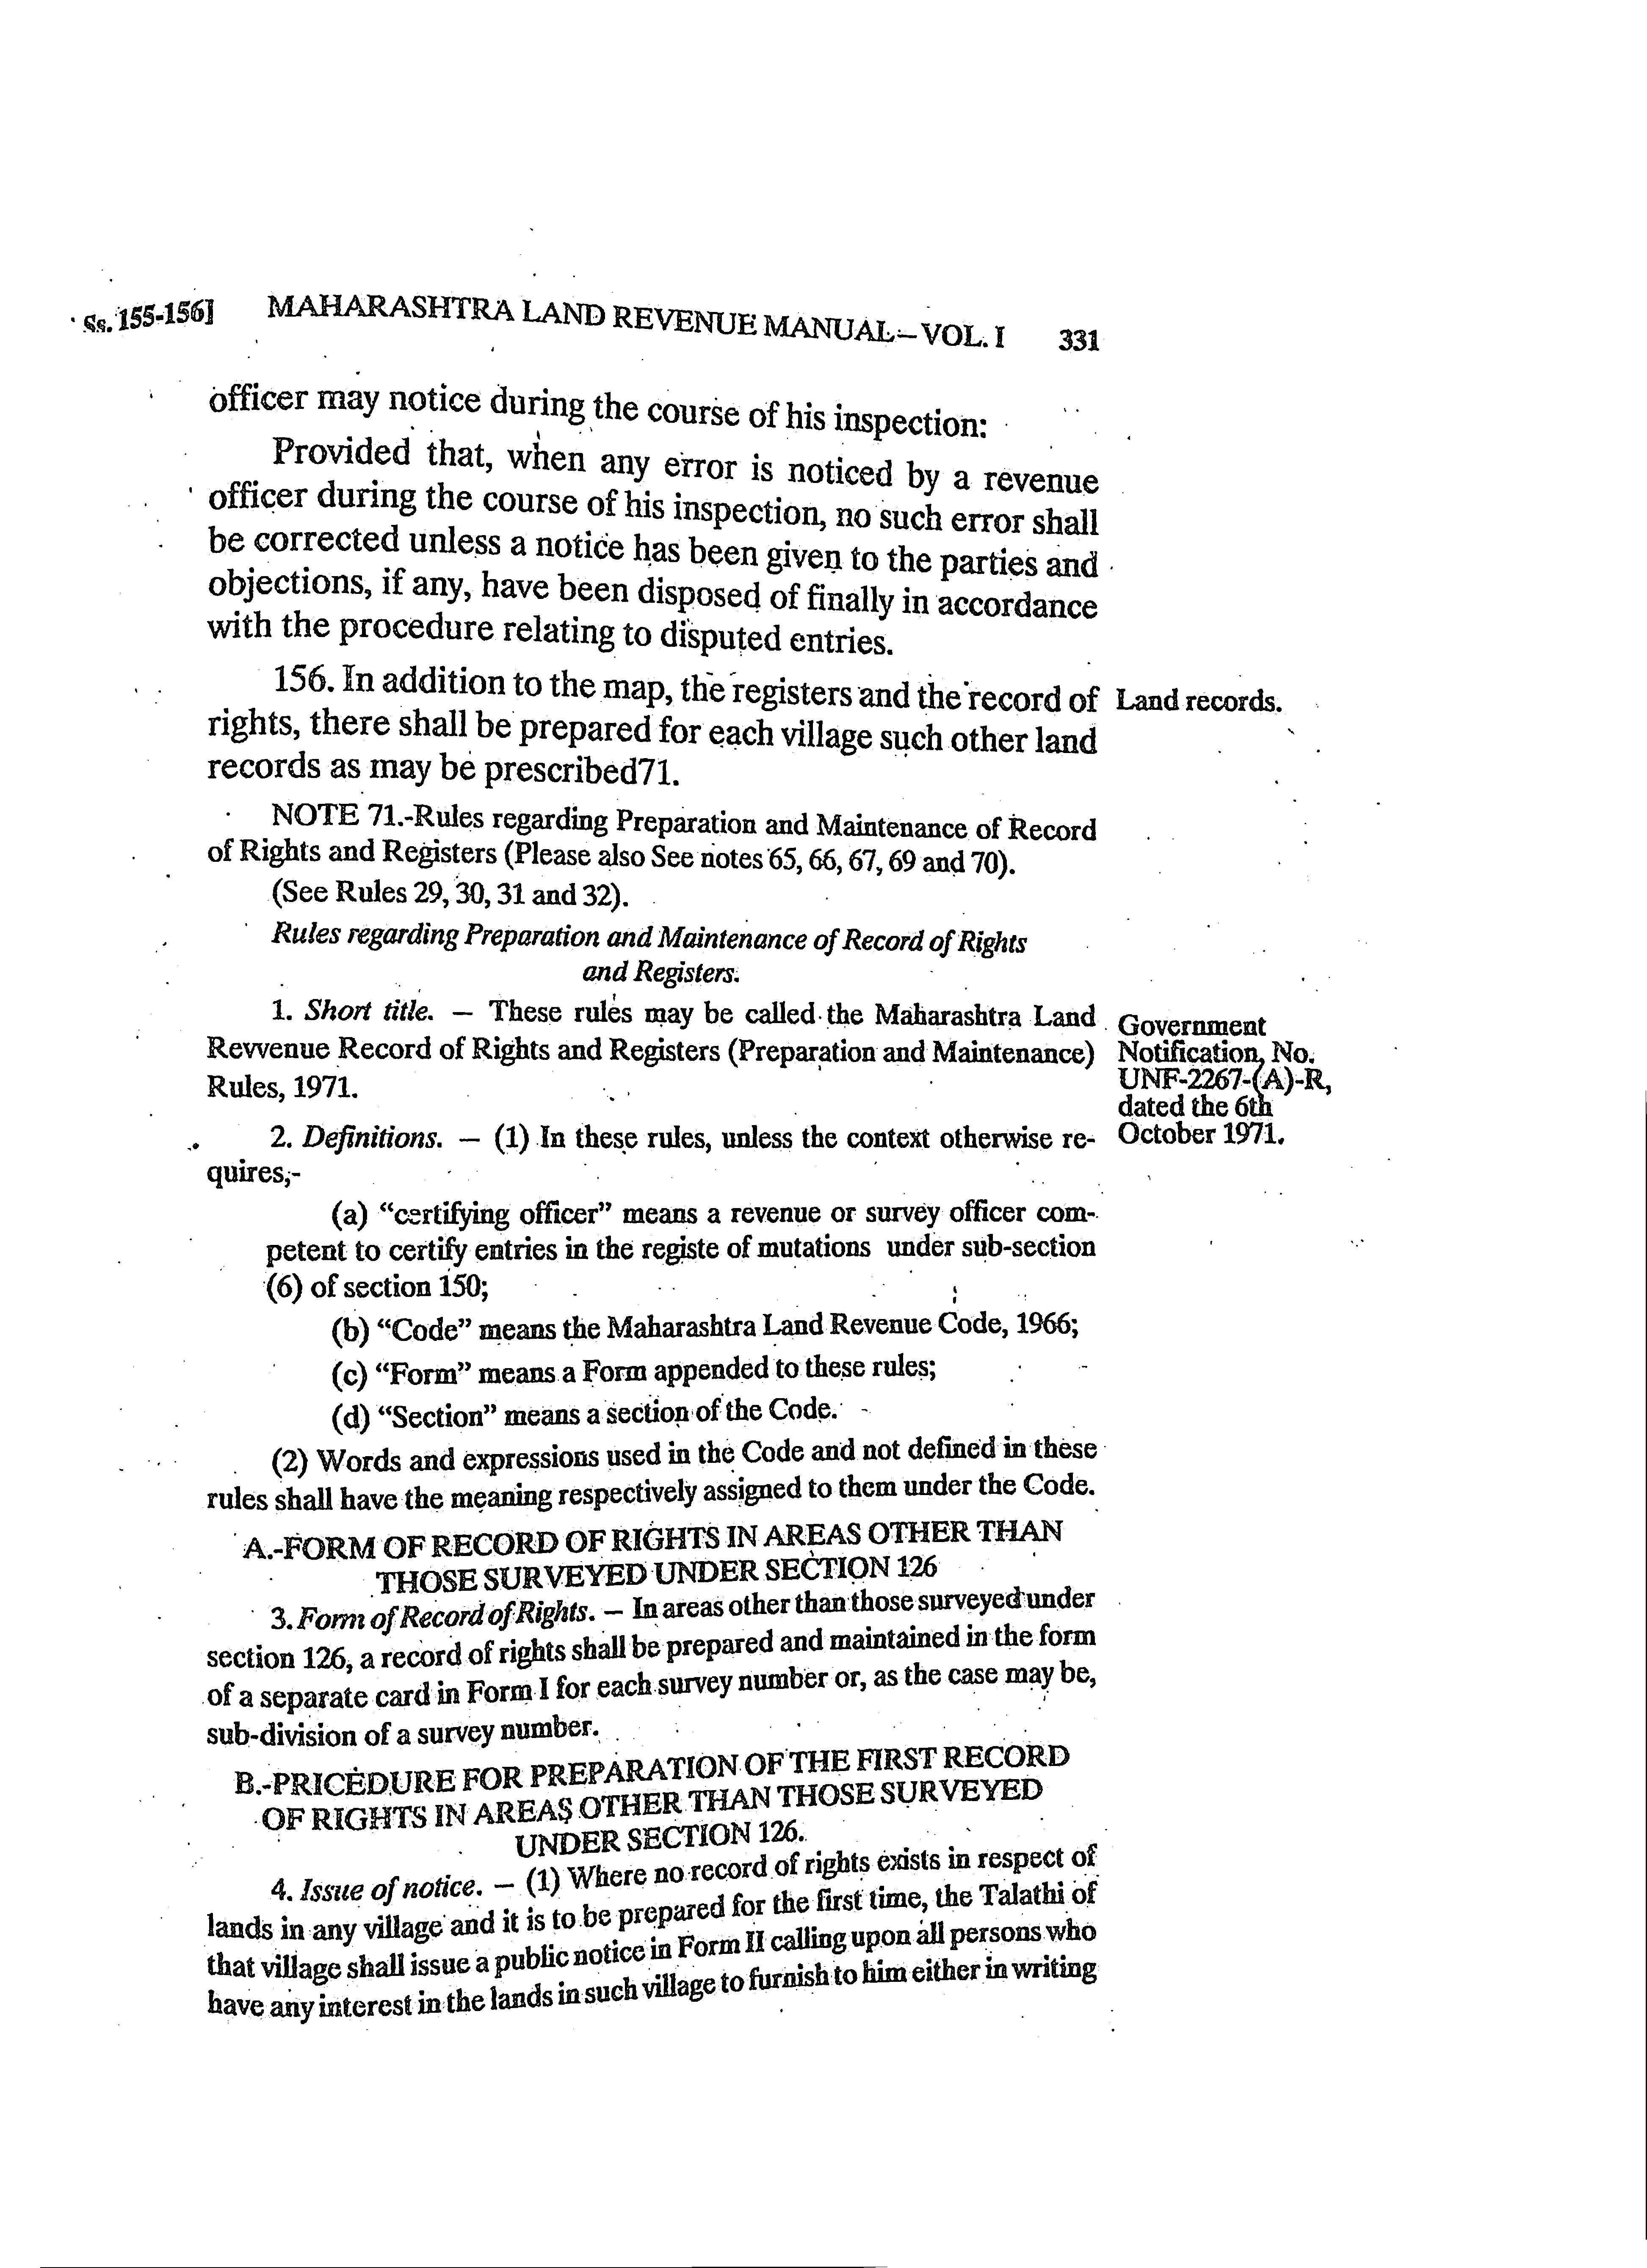 Ss. 155-156] MAHARASHTRA LAND REVENUE MANUAL—VOL. I 331
officer may notice during the course of his inspection:
Provided that, when any error is noticed by a revenue
officer during the course of his inspection, no such error shall
be corrected unless a notice has been given to the parties and
objections, if any, have been disposed of finally in accordance
with the procedure relating to disputed entries.
156. In addition to the map, the registers and the record of Land records.
rights, there shall be prepared for each village such other land
records as may be prescribed71.
NOTE 71.-Rules regarding Preparation and Maintenance of Record
of Rights and Registers (Please also See notes 65, 66, 67, 69 and 70).
(See Rules 29, 30, 31 and 32).
Rules regarding Preparation and Maintenance of Record of Rights
and Registers.
1. Short title. — These rules may be called the Maharashtra Land
Revvenue Record of Rights and Registers (Preparation and Maintenance)
Rules, 1971.
Government
Notification, No.
UNF-2267-(A)-R,
dated the 6th
October 1971.
2. Definitions. — (1) In these rules, unless the context otherwise re-
quires,-
(a) “certifying officer” means a revenue or survey officer com-
petent to certify entries in the registe of mutations under sub-section
(6) of section 150;
(b) “Code” means the Maharashtra Land Revenue Code, 1966;
(c) “Form” means a Form appended to these rules;
(d) “Section” means a section of the Code.
(2) Words and expressions used in the Code and not defined in these
rules shall have the meaning respectively assigned to them under the Code.
A.-FORM OF RECORD OF RIGHTS IN AREAS OTHER THAN
THOSE SURVEYED UNDER SECTION 126
3. Form of Record of Rights. — In areas other than those surveyed under
section 126, a record of rights shall be prepared and maintained in the form
of a separate card in Form I for each survey number or, as the case may be,
sub-division of a survey number.
B.-PRICEDURE FOR PREPARATION OF THE FIRST RECORD
OF RIGHTS IN AREAS OTHER THAN THOSE SURVEYED
UNDER SECTION 126.
4. Issue of notice. — (1) Where no record of rights exists in respect of
lands in any village and it is to be prepared for the first time, the Talathi of
that village shall issue a public notice in Form II calling upon all persons who
have any interest in the lands in such village to furnish to him either in writing